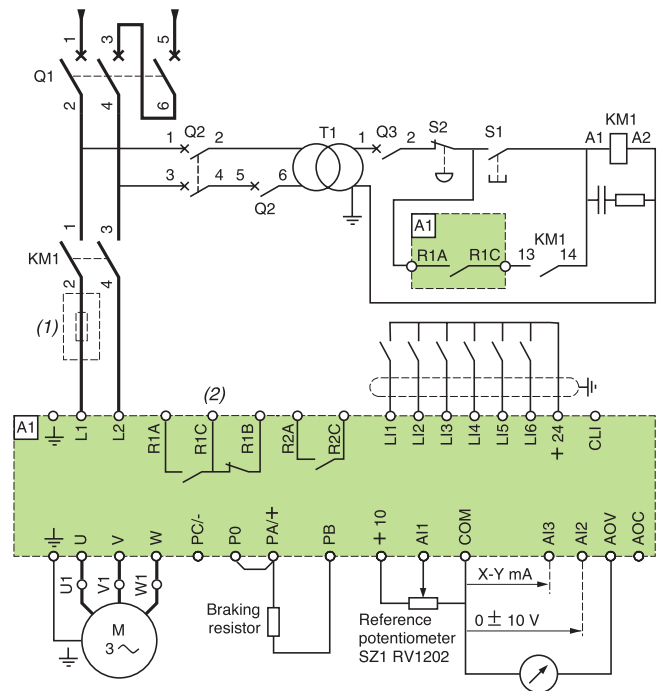 1
3
5
Q1
2
4
6
1 Q2 2
T1
1 Q3 2
S2
S1
KM1
A1 A2
3 4 5 6
Q2
A1
R1A R1C
13 KM1 14
1
3
KM1
2
4
(1)
(2)
A1
L1
L2
R1A
R1C
R1B
R2A
R2C
LI1
LI2
LI3
LI4
LI5
LI6
+ 24
CLI
U
V
W
PC/-
P0
PA/+
PB
+ 10
AI1
COM
AI3
AI2
AOV
AOC
U1
V1
W1
X-Y mA
0 ± 10 V
M
3 ~
Braking
resistor
Reference
potentiometer
SZ1 RV1202